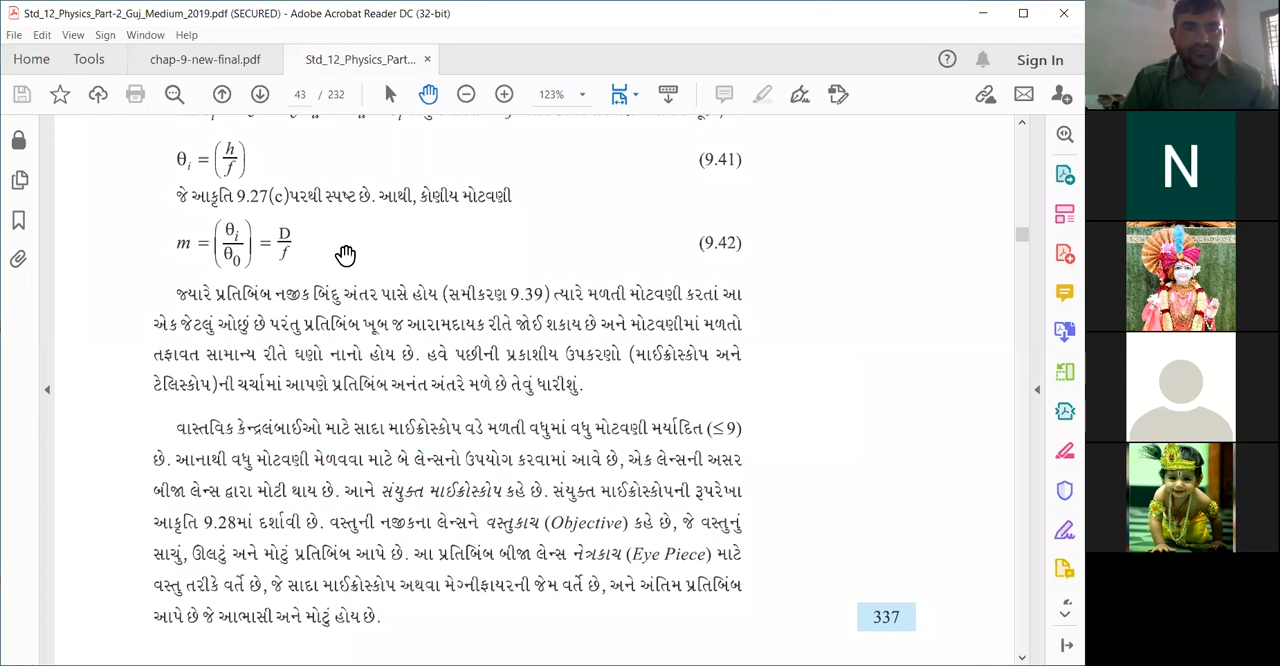 Std_12_Physics_Part-2_Guj_Medium_2019.pdf (SECURED) - Adobe Acrobat Reader DC (32-bit)
File Edit View Sign Window Help
Home Tools chap-9-new-final.pdf Std_12_Physics_Part... × Sign In
43 / 232 123%
θi = (h/f) (9.41)
જે આકૃતિ 9.27(c)પરથી સ્પષ્ટ છે. આથી, કોણીય મોટવણી
m = (θi/θ0) = D/f (9.42)
જ્યારે પ્રતિબિંબ નજીક બિંદુ અંતર પાસે હોય (સમીકરણ 9.39) ત્યારે મળતી મોટવણી કરતાં આ
એક જેટલું ઓછું છે પરંતુ પ્રતિબિંબ ખૂબ જ આરામદાયક રીતે જોઈ શકાય છે અને મોટવણીમાં મળતો
તફાવત સામાન્ય રીતે ઘણો નાનો હોય છે. હવે પછીની પ્રકાશીય ઉપકરણો (માઈક્રોસ્કોપ અને
ટેલિસ્કોપ)ની ચર્ચામાં આપણે પ્રતિબિંબ અનંત અંતરે મળે છે તેવું ધારીશું.
વાસ્તવિક કેન્દ્રલંબાઈઓ માટે સાદા માઈક્રોસ્કોપ વડે મળતી વધુમાં વધુ મોટવણી મર્યાદિત (≤ 9)
છે. આનાથી વધુ મોટવણી મેળવવા માટે બે લેન્સનો ઉપયોગ કરવામાં આવે છે, એક લેન્સની અસર
બીજા લેન્સ દ્વારા મોટી થાય છે. આને સંયુક્ત માઈક્રોસ્કોપ કહે છે. સંયુક્ત માઈક્રોસ્કોપની રૂપરેખા
આકૃતિ 9.28માં દર્શાવી છે. વસ્તુની નજીકના લેન્સને વસ્તુકાચ (Objective) કહે છે, જે વસ્તુનું
સાચું, ઊલટું અને મોટું પ્રતિબિંબ આપે છે. આ પ્રતિબિંબ બીજા લેન્સ નેત્રકાચ (Eye Piece) માટે
વસ્તુ તરીકે વર્તે છે, જે સાદા માઈક્રોસ્કોપ અથવા મેગ્નીફાયરની જેમ વર્તે છે, અને અંતિમ પ્રતિબિંબ
આપે છે જે આભાસી અને મોટું હોય છે.
337
N